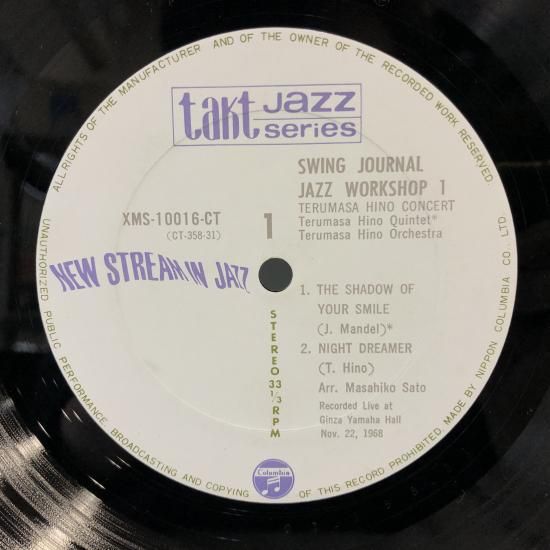 ALL RIGHTS OF THE MANUFACTURER AND OF THE OWNER OF THE RECORDED WORK RESERVED.
UNAUTHORIZED PUBLIC PERFORMANCE BROADCASTING AND COPYING OF THIS RECORD PROHIBITED. MADE BY NIPPON COLUMBIA CO., LTD.
takt jazz
series
SWING JOURNAL
JAZZ WORKSHOP 1
TERUMASA HINO CONCERT
Terumasa Hino Quintet*
Terumasa Hino Orchestra
XMS-10016-CT
(CT-358-31)
1
NEW STREAM IN JAZZ
STEREO 33 1/3 RPM
1. THE SHADOW OF
YOUR SMILE
(J. Mandel)*
2. NIGHT DREAMER
(T. Hino)
Arr. Masahiko Sato
Recorded Live at
Ginza Yamaha Hall
Nov. 22, 1968
Columbia